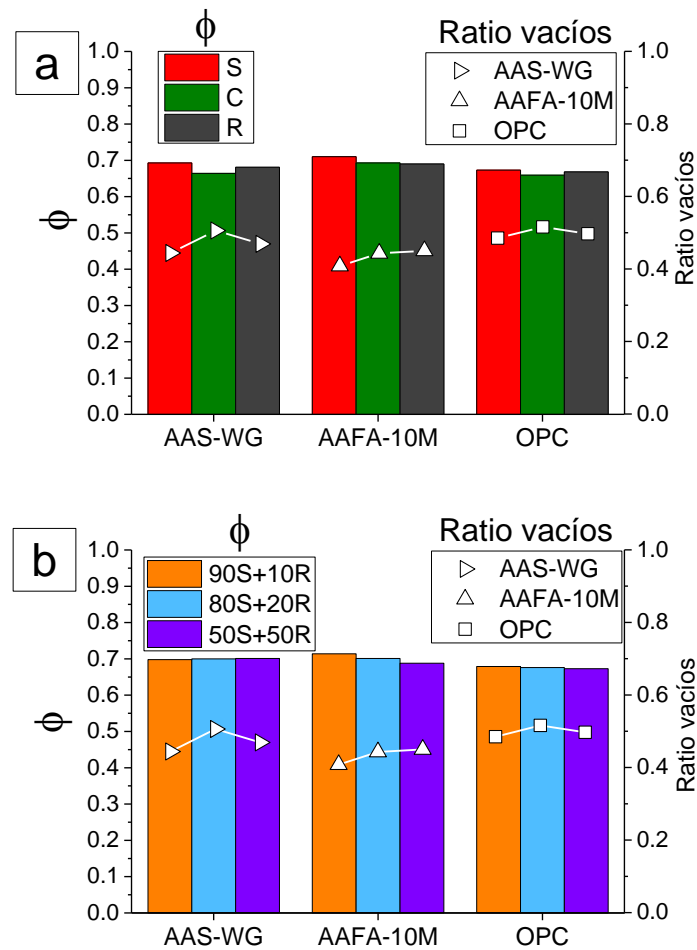 a
ϕ
Ratio vacíos
S
C
R
AAS-WG
AAFA-10M
OPC
1.0
0.9
0.8
0.7
0.6
0.5
0.4
0.3
0.2
0.1
0.0
ϕ
1.0
0.8
0.6
0.4
0.2
0.0
Ratio vacíos
AAS-WG AAFA-10M OPC
b
ϕ
Ratio vacíos
90S+10R
80S+20R
50S+50R
AAS-WG
AAFA-10M
OPC
1.0
0.9
0.8
0.7
0.6
0.5
0.4
0.3
0.2
0.1
0.0
ϕ
1.0
0.8
0.6
0.4
0.2
0.0
Ratio vacíos
AAS-WG AAFA-10M OPC